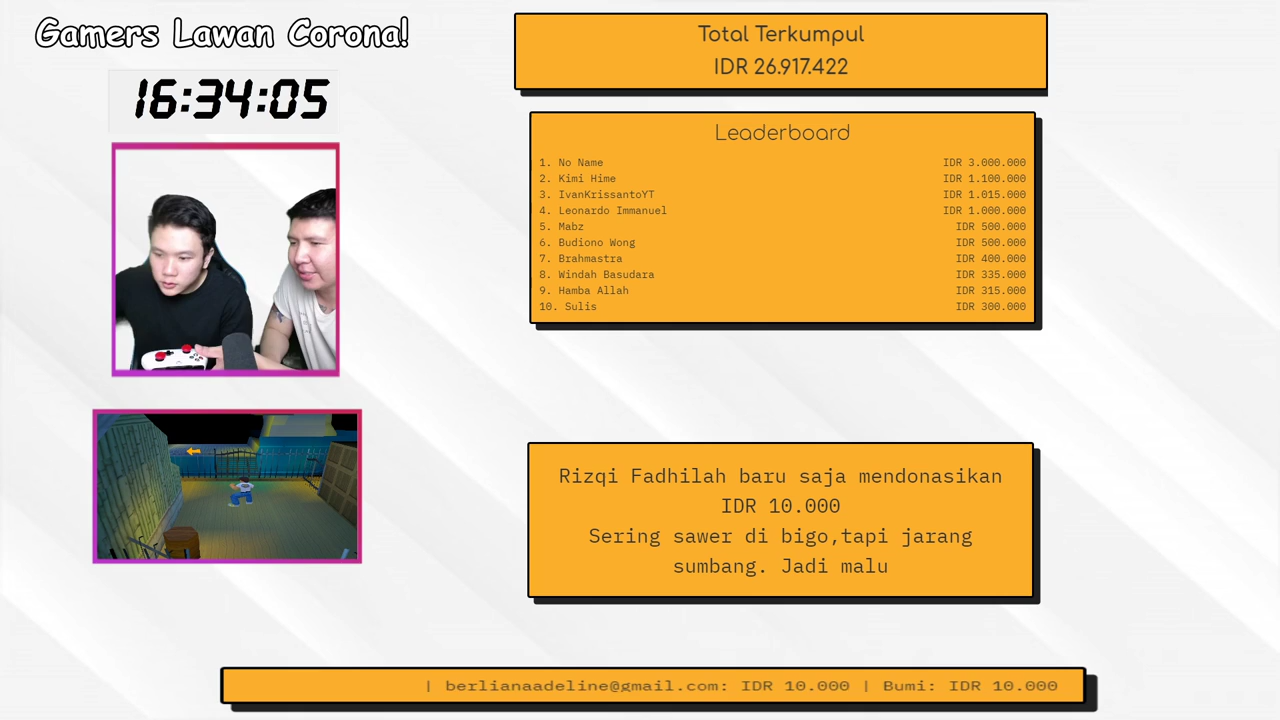 Gamers Lawan Corona!
16:34:05
Total Terkumpul
IDR 26.917.422
Leaderboard
1. No Name IDR 3.000.000
2. Kimi Hime IDR 1.100.000
3. IvanKrissantoYT IDR 1.015.000
4. Leonardo Immanuel IDR 1.000.000
5. Mabz IDR 500.000
6. Budiono Wong IDR 500.000
7. Brahmastra IDR 400.000
8. Windah Basudara IDR 335.000
9. Hamba Allah IDR 315.000
10. Sulis IDR 300.000
Rizqi Fadhilah baru saja mendonasikan
IDR 10.000
Sering sawer di bigo,tapi jarang
sumbang. Jadi malu
| berlianaadeline@gmail.com: IDR 10.000 | Bumi: IDR 10.000